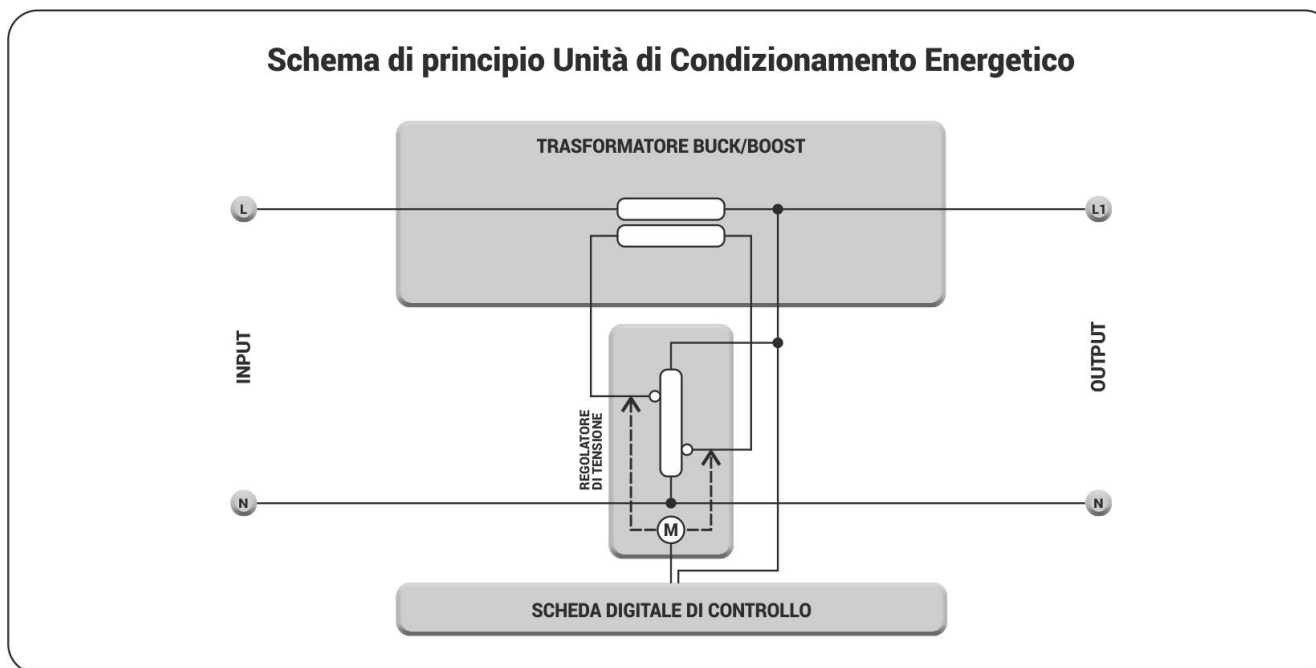 Schema di principio Unità di Condizionamento Energetico
TRASFORMATORE BUCK/BOOST
L
L1
INPUT
OUTPUT
REGOLATORE
DI TENSIONE
N
N
M
SCHEDA DIGITALE DI CONTROLLO